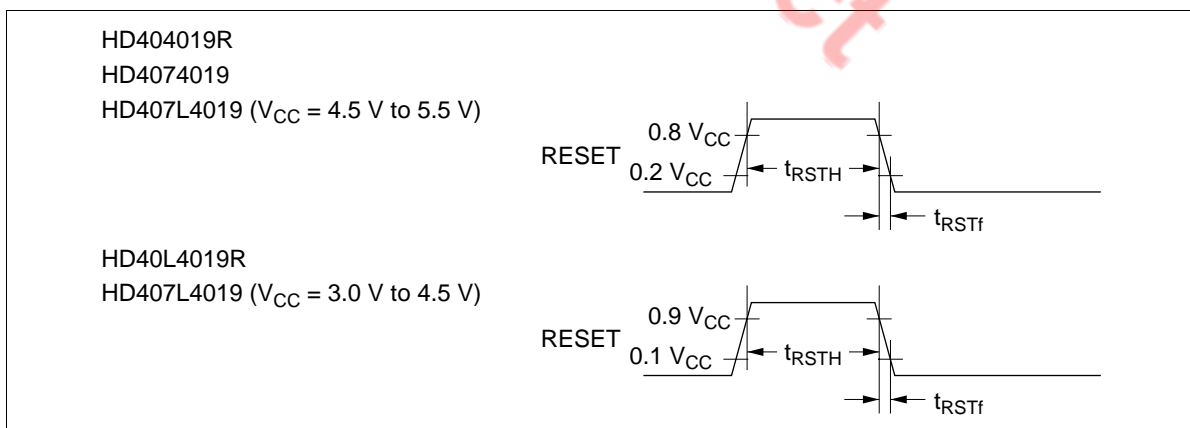 HD404019R
HD4074019
HD407L4019 (VCC = 4.5 V to 5.5 V)
0.8 VCC
RESET
0.2 VCC
tRSTH
tRSTf
HD40L4019R
HD407L4019 (VCC = 3.0 V to 4.5 V)
0.9 VCC
RESET
0.1 VCC
tRSTH
tRSTf